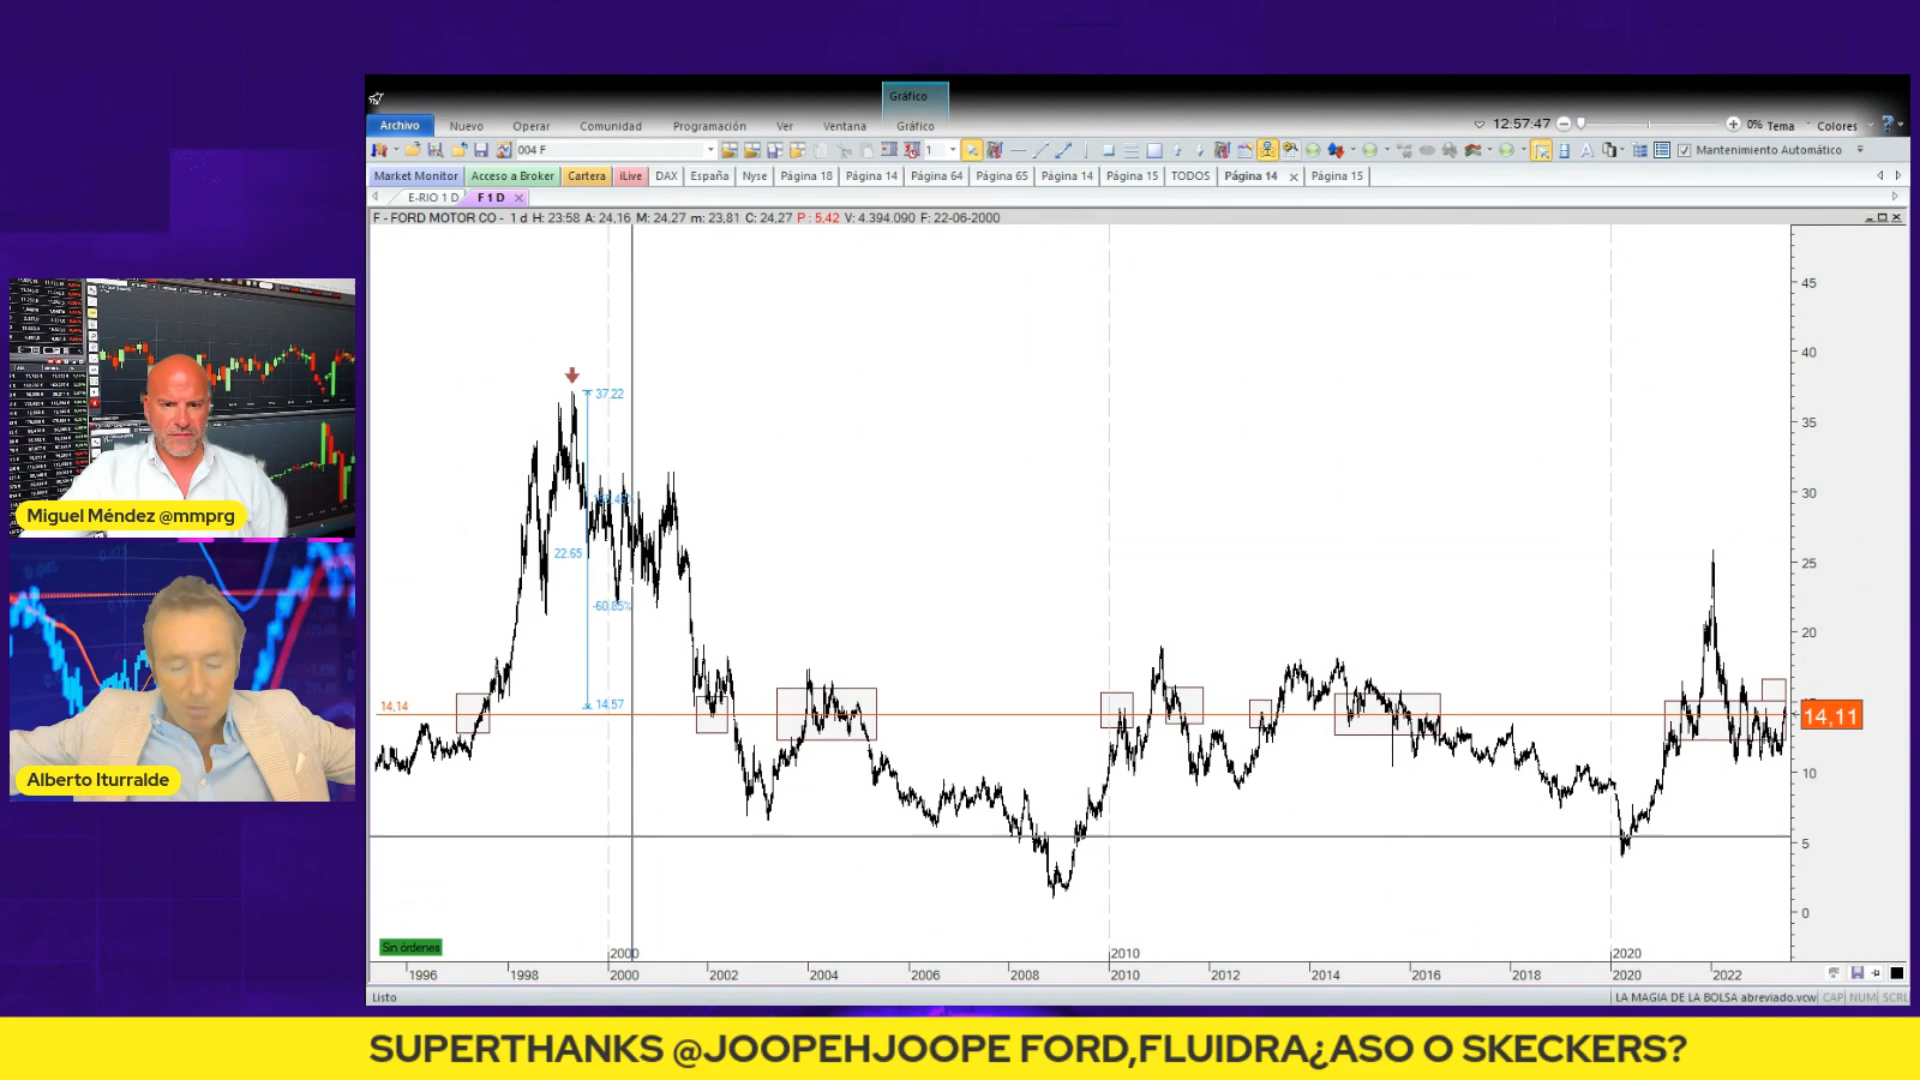 Gráfico
Archivo Nuevo Operar Comunidad Programación Ver Ventana Gráfico 12:57:47 0% Tema Colores
004 F 1 Mantenimiento Automático
Market Monitor Acceso a Broker Cartera iLive DAX España Nyse Página 18 Página 14 Página 64 Página 65 Página 14 Página 15 TODOS Página 14 Página 15
E-RIO 1 D F 1 D
F - FORD MOTOR CO - 1 d H: 23:58 A: 24,16 M: 24,27 m: 23,81 C: 24,27 P : 5,42 V: 4.394.090 F: 22-06-2000
45
40
37.22
35
30
22.65
25
-60,85%
20
14,14
14,57
14,11
10
5
0
Sin órdenes
2000 2010 2020
1996 1998 2000 2002 2004 2006 2008 2010 2012 2014 2016 2018 2020 2022
Listo LA MAGIA DE LA BOLSA abreviado.vcw CAP NUM SCRL
Miguel Méndez @mmprg
Alberto Iturralde
SUPERTHANKS @JOOPEHJOOPE FORD,FLUIDRA¿ASO O SKECKERS?